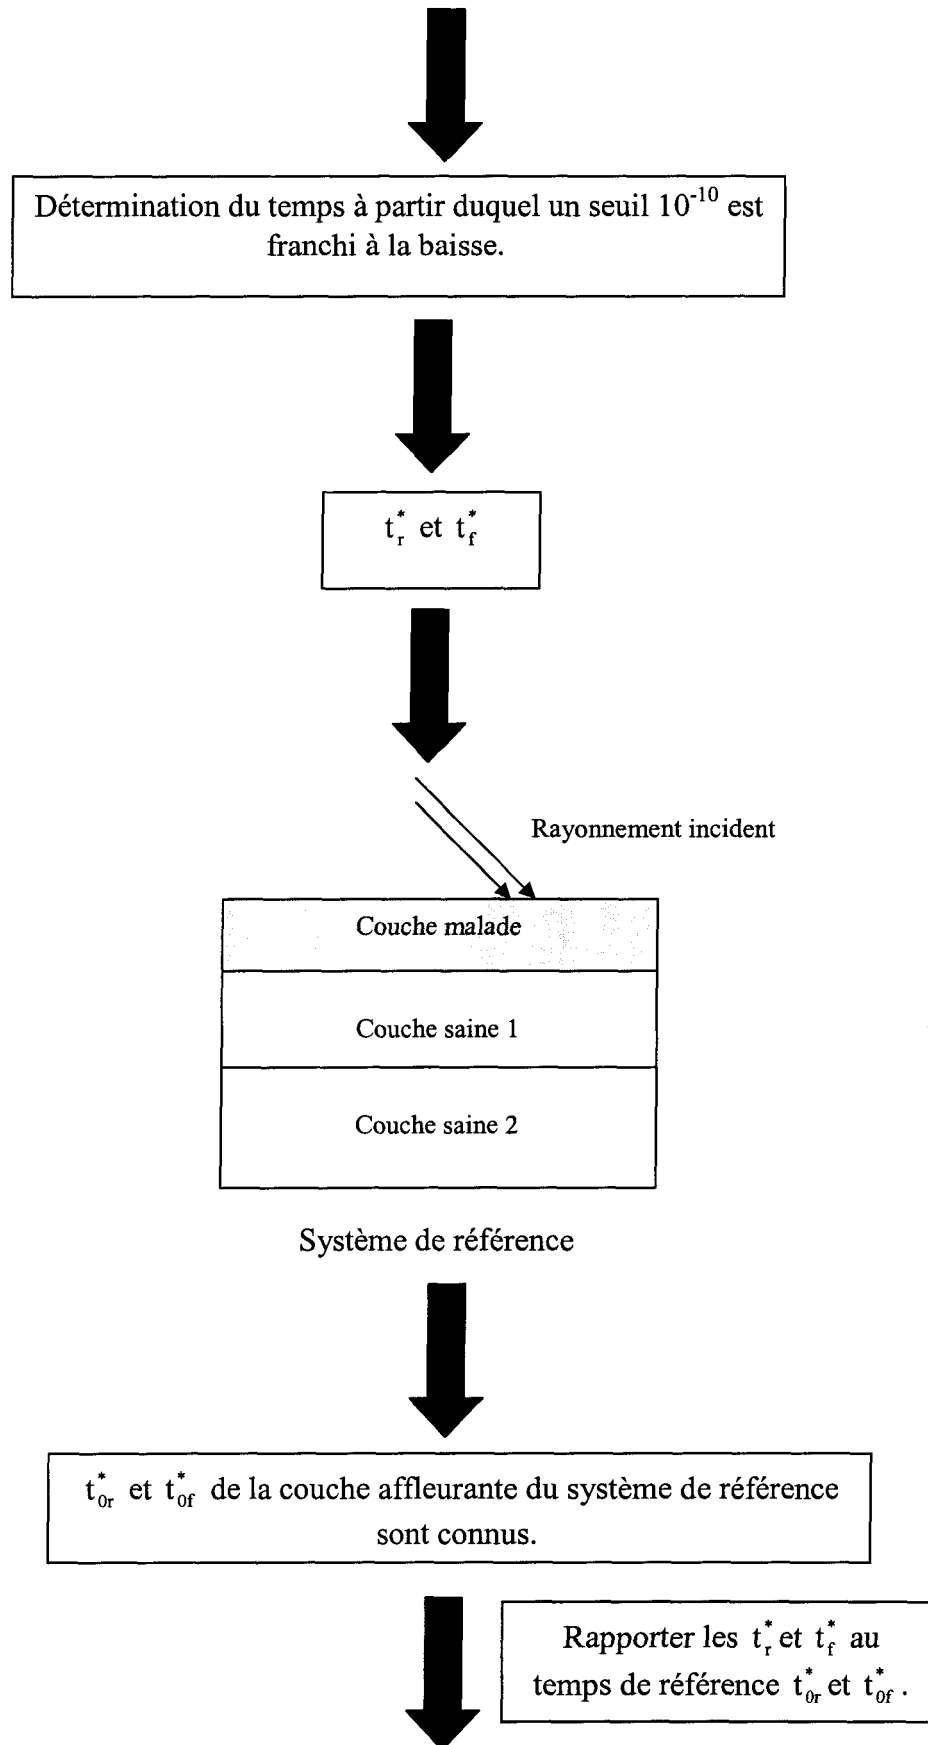 Détermination du temps à partir duquel un seuil 10⁻¹⁰ est
franchi à la baisse.
t*r et t*f
Rayonnement incident
Couche malade
Couche saine 1
Couche saine 2
Système de référence
t*0r et t*0f de la couche affleurante du système de référence
sont connus.
Rapporter les t*r et t*f au
temps de référence t*0r et t*0f.